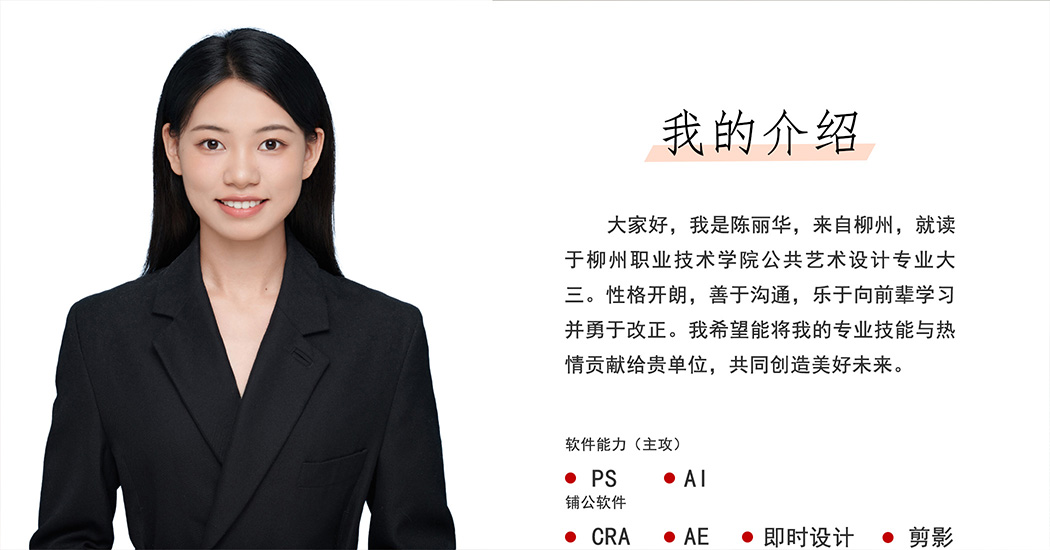 我的介绍
大家好，我是陈丽华，来自柳州，就读
于柳州职业技术学院公共艺术设计专业大
三。性格开朗，善于沟通，乐于向前辈学习
并勇于改正。我希望能将我的专业技能与热
情贡献给贵单位，共同创造美好未来。
软件能力（主攻）
PS AI
铺公软件
CRA AE 即时设计 剪影